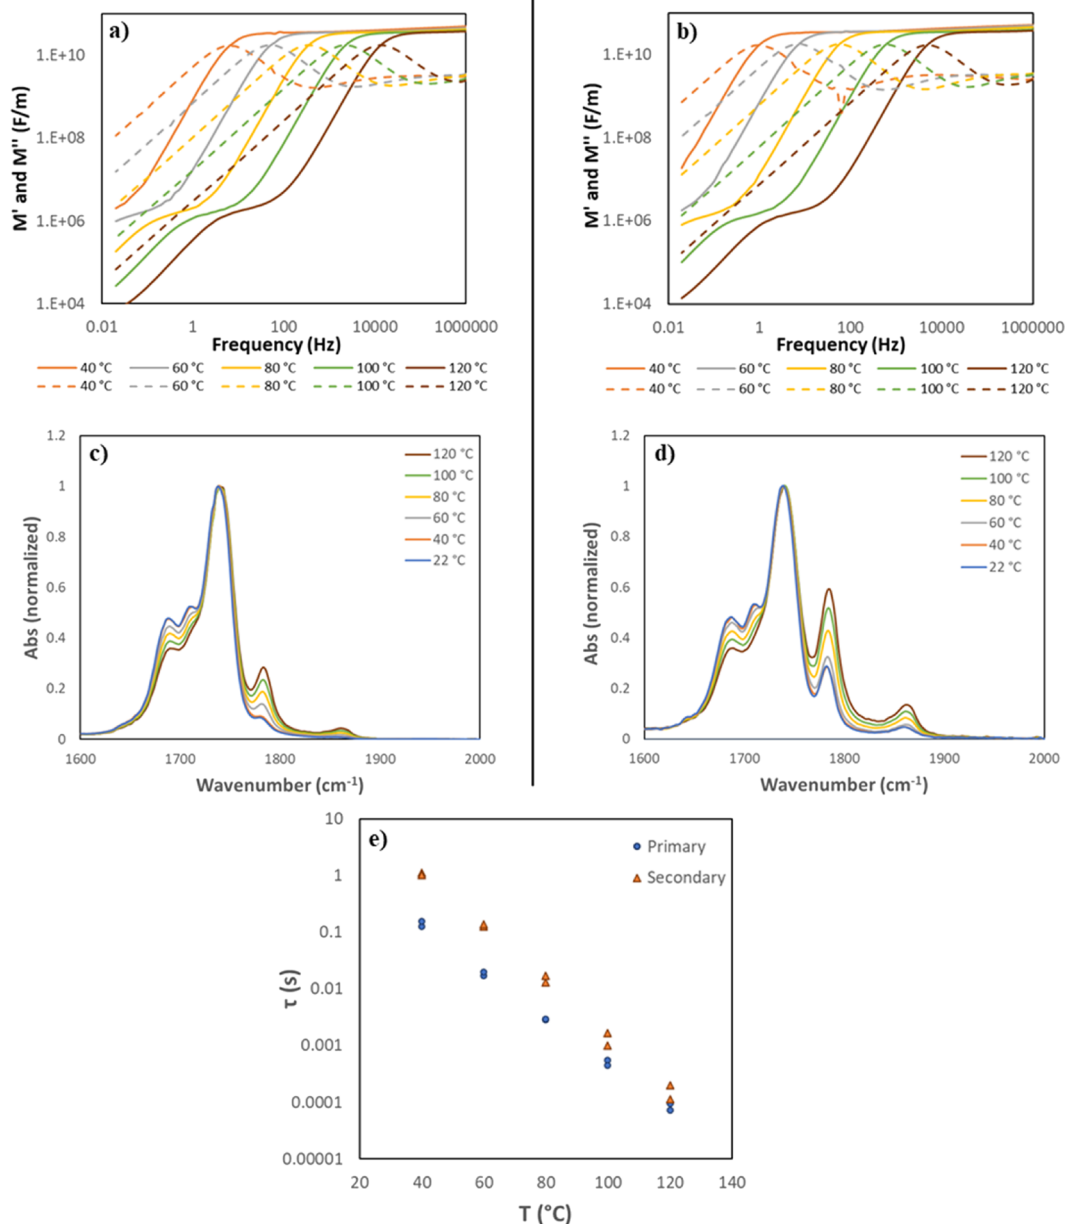 a)
M' and M'' (F/m)
1.E+10
1.E+08
1.E+06
1.E+04
0.01 1 100 10000 1000000
Frequency (Hz)
40 °C 60 °C 80 °C 100 °C 120 °C
40 °C 60 °C 80 °C 100 °C 120 °C
b)
M' and M'' (F/m)
1.E+10
1.E+08
1.E+06
1.E+04
0.01 1 100 10000 1000000
Frequency (Hz)
40 °C 60 °C 80 °C 100 °C 120 °C
40 °C 60 °C 80 °C 100 °C 120 °C
c)
Abs (normalized)
1.2
1
0.8
0.6
0.4
0.2
0
120 °C
100 °C
80 °C
60 °C
40 °C
22 °C
1600 1700 1800 1900 2000
Wavenumber (cm-1)
d)
Abs (normalized)
1.2
1
0.8
0.6
0.4
0.2
0
120 °C
100 °C
80 °C
60 °C
40 °C
22 °C
1600 1700 1800 1900 2000
Wavenumber (cm-1)
e)
τ (s)
10
1
0.1
0.01
0.001
0.0001
0.00001
Primary
Secondary
20 40 60 80 100 120 140
T (°C)